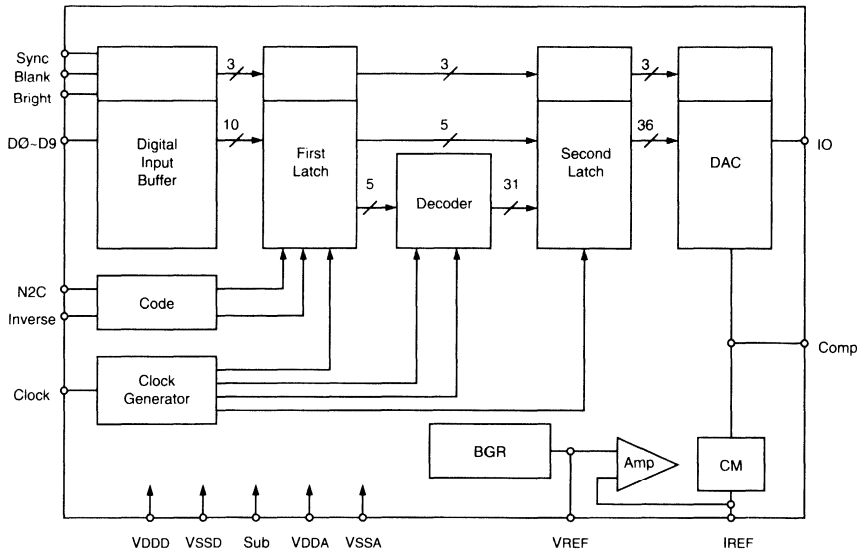 Sync
Blank
Bright
DØ~D9
3
3
3
10
5
36
Digital
Input
Buffer
First
Latch
Second
Latch
DAC
IO
5
Decoder
31
N2C
Inverse
Code
Comp
Clock
Clock
Generator
BGR
Amp
CM
VDDD
VSSD
Sub
VDDA
VSSA
VREF
IREF